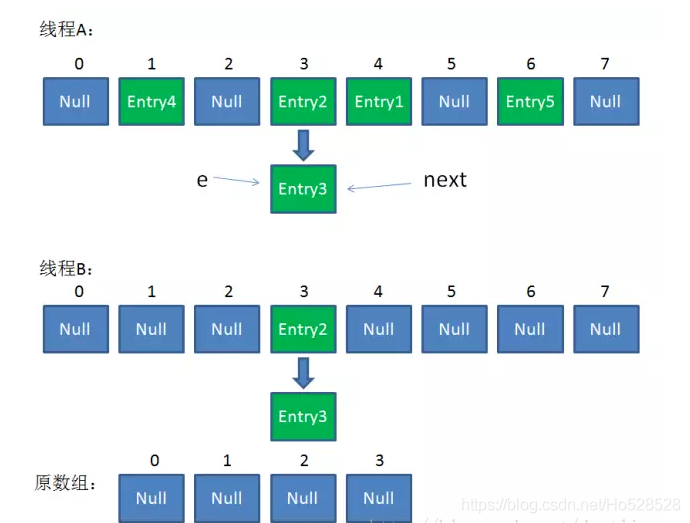 线程A:
0 1 2 3 4 5 6 7
Null Entry4 Null Entry2 Entry1 Null Entry5 Null
e Entry3 next
线程B:
0 1 2 3 4 5 6 7
Null Null Null Entry2 Null Null Null Null
Entry3
0 1 2 3
原数组:
Null Null Null Null
https://blog.csdn.net/Ho528528